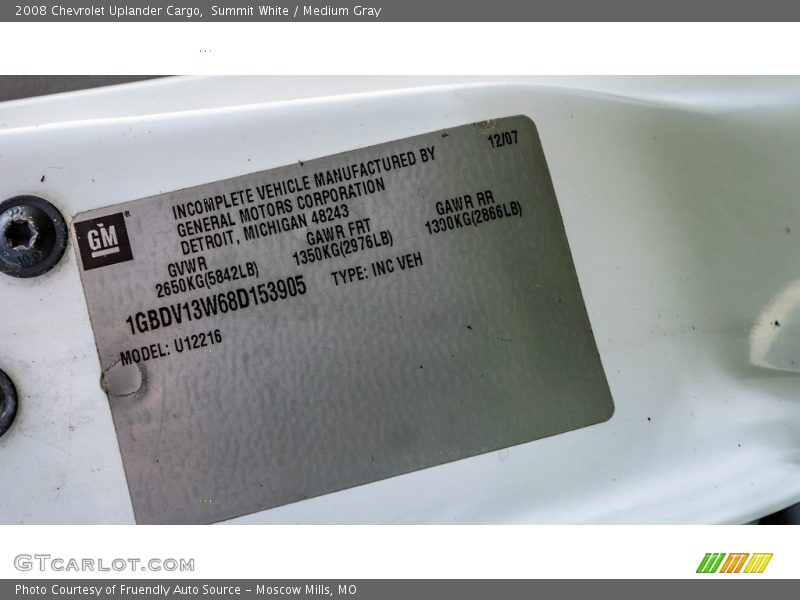 2008 Chevrolet Uplander Cargo,  Summit White / Medium Gray
12/07
INCOMPLETE VEHICLE MANUFACTURED BY
GENERAL MOTORS CORPORATION
DETROIT, MICHIGAN 48243
GM®
GVWR GAWR FRT GAWR RR
2650KG(5842LB) 1350KG(2976LB) 1300KG(2866LB)
1GBDV13W68D153905 TYPE: INC VEH
MODEL: U12216
GTCARLOT.COM
Photo Courtesy of Fruendly Auto Source – Moscow Mills, MO